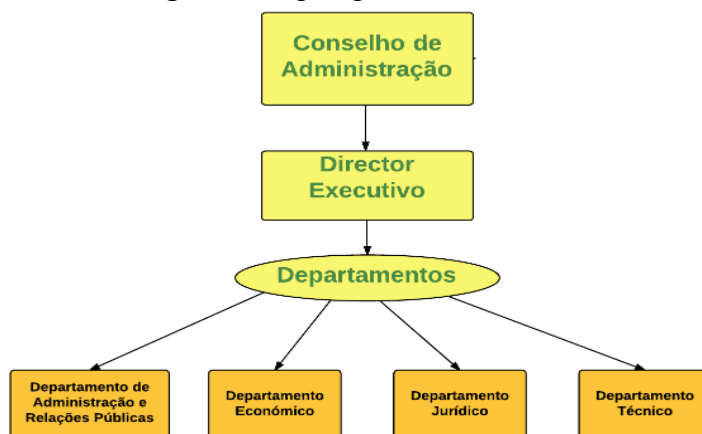 Conselho de
Administração
Director
Executivo
Departamentos
Departamento de
Administração e
Relações Públicas
Departamento
Económico
Departamento
Jurídico
Departamento
Técnico